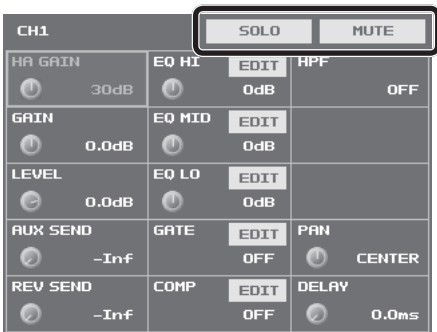 CH1 SOLO MUTE
HA GAIN EQ HI EDIT HPF
30dB 0dB OFF
GAIN EQ MID EDIT
0.0dB 0dB
LEVEL EQ LO EDIT
0.0dB 0dB
AUX SEND GATE EDIT PAN
-Inf OFF CENTER
REV SEND COMP EDIT DELAY
-Inf OFF 0.0ms